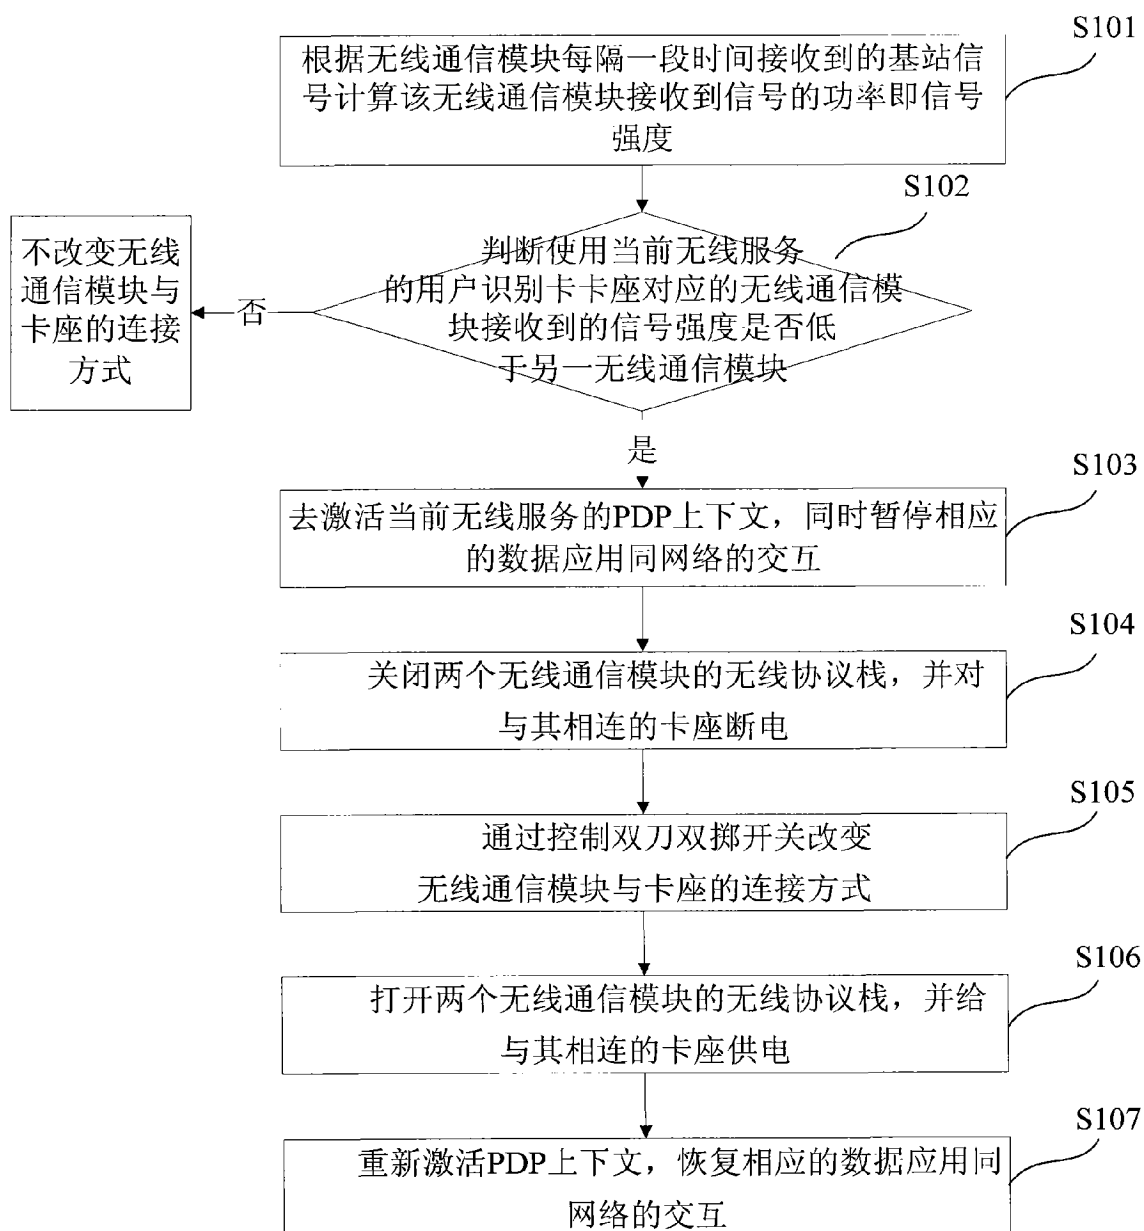 S101
根据无线通信模块每隔一段时间接收到的基站信
号计算该无线通信模块接收到信号的功率即信号
强度
S102
判断使用当前无线服务
的用户识别卡卡座对应的无线通信模
块接收到的信号强度是否低
于另一无线通信模块
否
不改变无线
通信模块与
卡座的连接
方式
是
S103
去激活当前无线服务的PDP上下文，同时暂停相应
的数据应用同网络的交互
S104
关闭两个无线通信模块的无线协议栈，并对
与其相连的卡座断电
S105
通过控制双刀双掷开关改变
无线通信模块与卡座的连接方式
S106
打开两个无线通信模块的无线协议栈，并给
与其相连的卡座供电
S107
重新激活PDP上下文，恢复相应的数据应用同
网络的交互